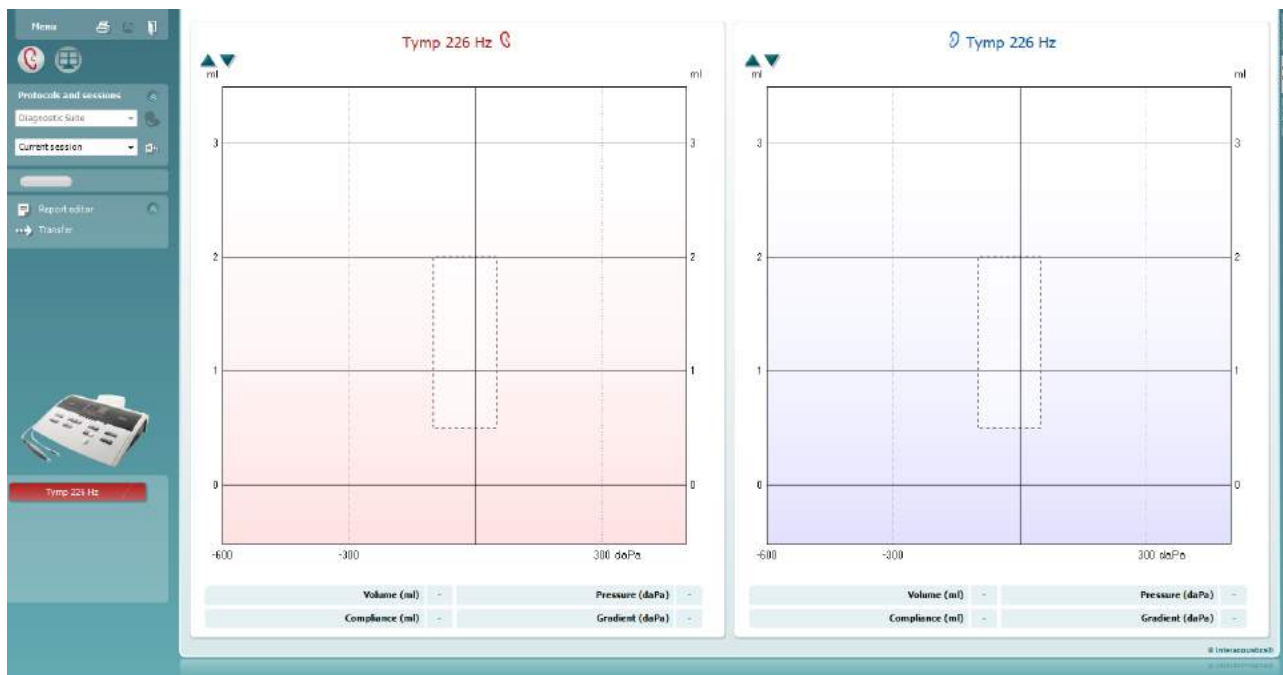 Menu
Protocols and sessions
Diagnostic Suite
Current session
Report editor
Transfer
Tymp 226 Hz
Tymp 226 Hz
ml
ml
3
3
2
2
1
1
0
0
-600
-300
300 daPa
Volume (ml)
-
Pressure (daPa)
-
Compliance (ml)
-
Gradient (daPa)
-
Tymp 226 Hz
ml
ml
3
3
2
2
1
1
0
0
-600
-300
300 daPa
Volume (ml)
-
Pressure (daPa)
-
Compliance (ml)
-
Gradient (daPa)
-
© Interacoustics®